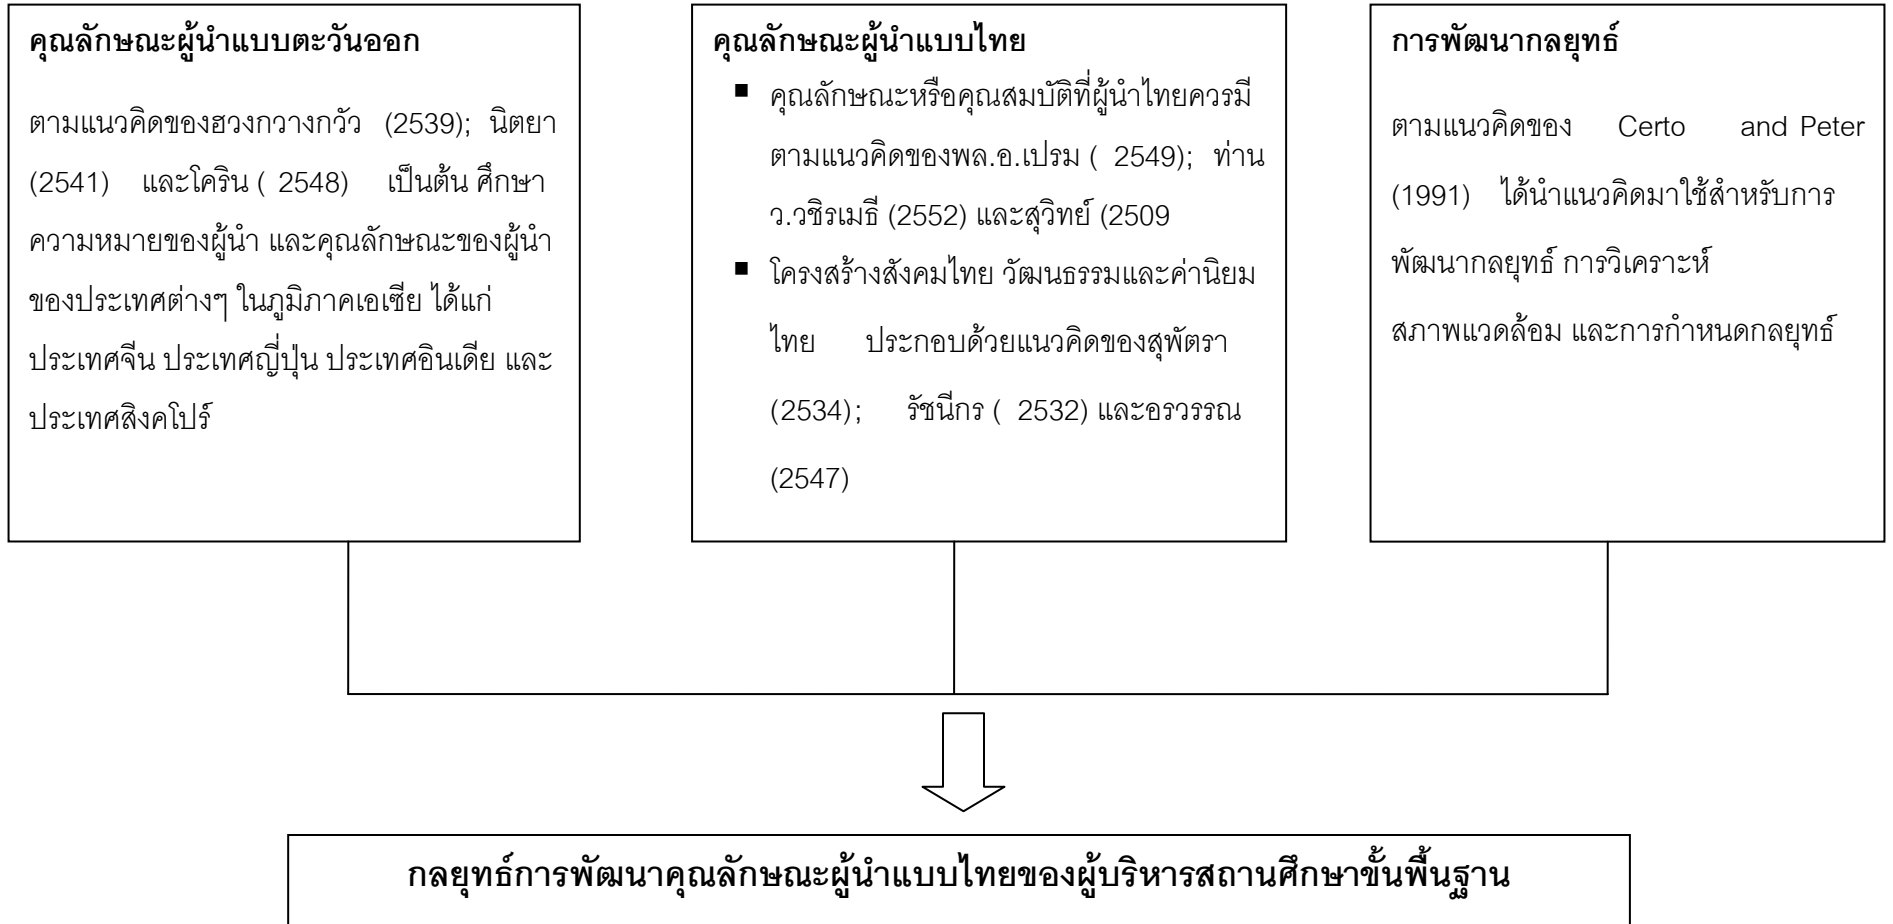 คุณลักษณะผู้นำแบบตะวันออก
ตามแนวคิดของฮวงกวางกวัว (2539); นิตยา
(2541) และโคริน ( 2548) เป็นต้น ศึกษา
ความหมายของผู้นำ และคุณลักษณะของผู้นำ
ของประเทศต่างๆ ในภูมิภาคเอเชีย ได้แก่
ประเทศจีน ประเทศญี่ปุ่น ประเทศอินเดีย และ
ประเทศสิงคโปร์
คุณลักษณะผู้นำแบบไทย
▪ คุณลักษณะหรือคุณสมบัติที่ผู้นำไทยควรมี
ตามแนวคิดของพล.อ.เปรม ( 2549); ท่าน
ว.วชิรเมธี (2552) และสุวิทย์ (2509
▪ โครงสร้างสังคมไทย วัฒนธรรมและค่านิยม
ไทย ประกอบด้วยแนวคิดของสุพัตรา
(2534); รัชนีกร ( 2532) และอรวรรณ
(2547)
การพัฒนากลยุทธ์
ตามแนวคิดของ Certo and Peter
(1991) ได้นำแนวคิดมาใช้สำหรับการ
พัฒนากลยุทธ์ การวิเคราะห์
สภาพแวดล้อม และการกำหนดกลยุทธ์
กลยุทธ์การพัฒนาคุณลักษณะผู้นำแบบไทยของผู้บริหารสถานศึกษาขั้นพื้นฐาน